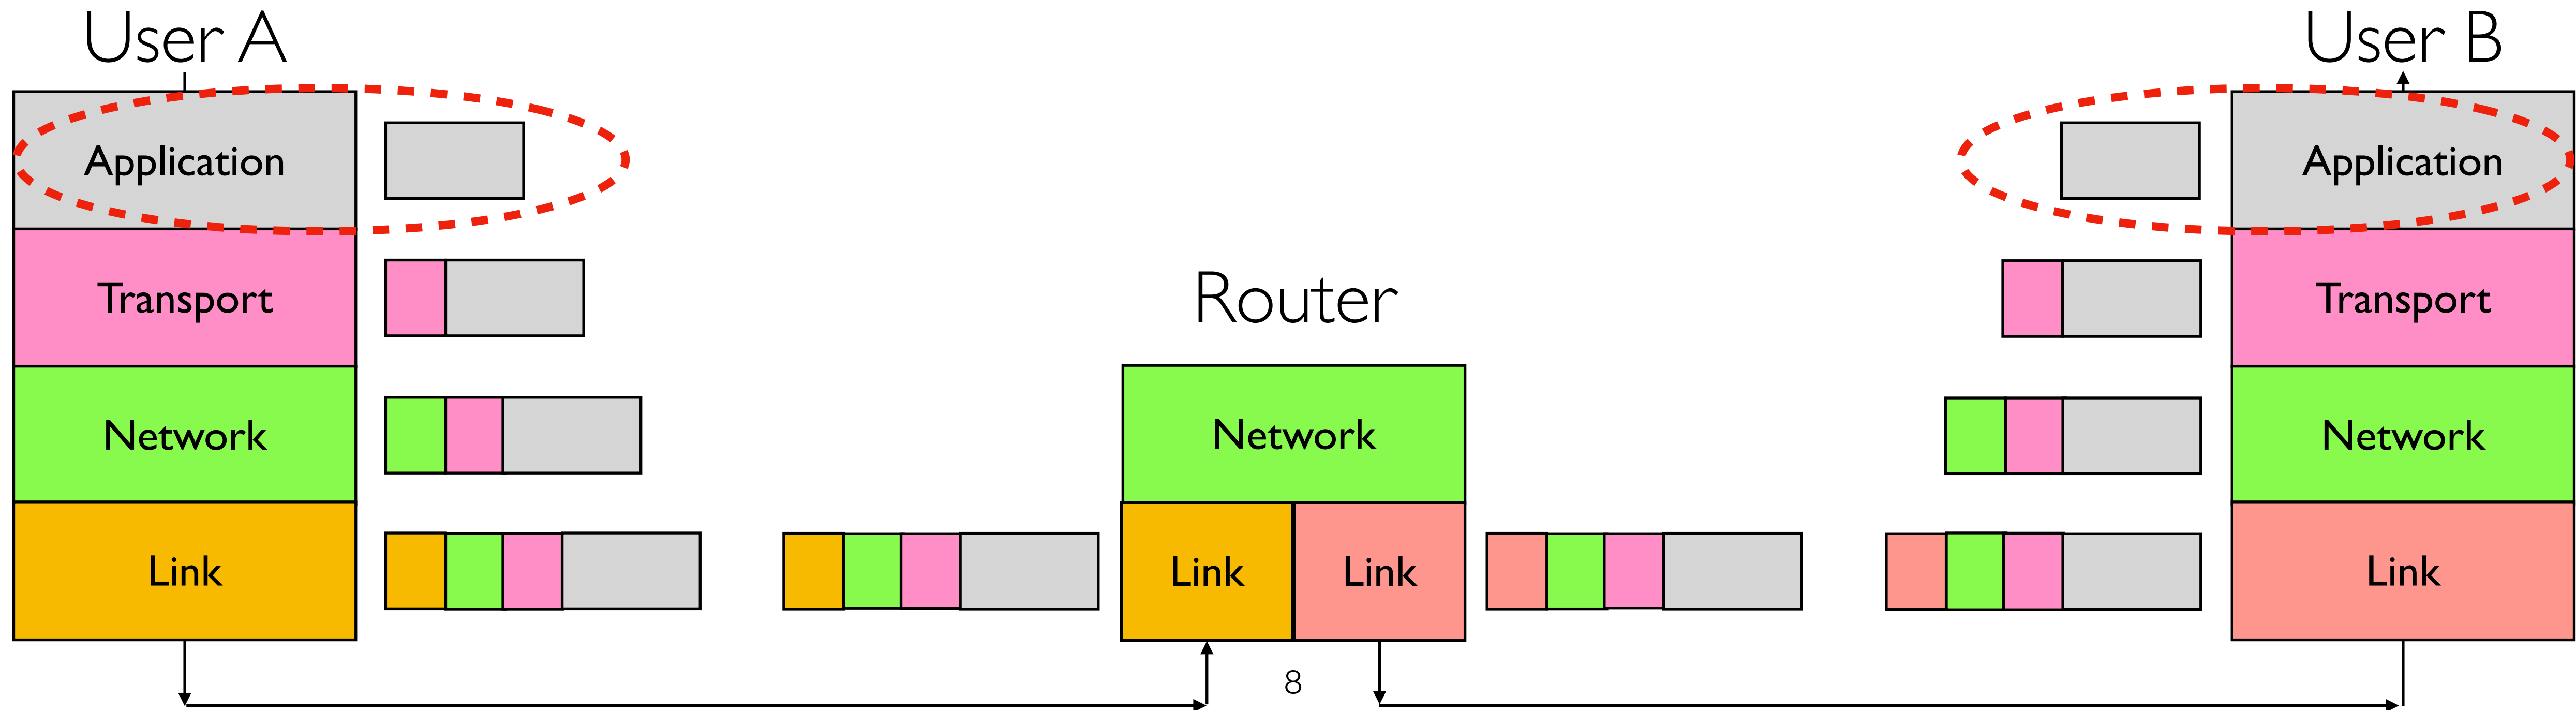 User A
User B
Application
Application
Transport
Router
Transport
Network
Network
Network
Link
Link
Link
Link
8